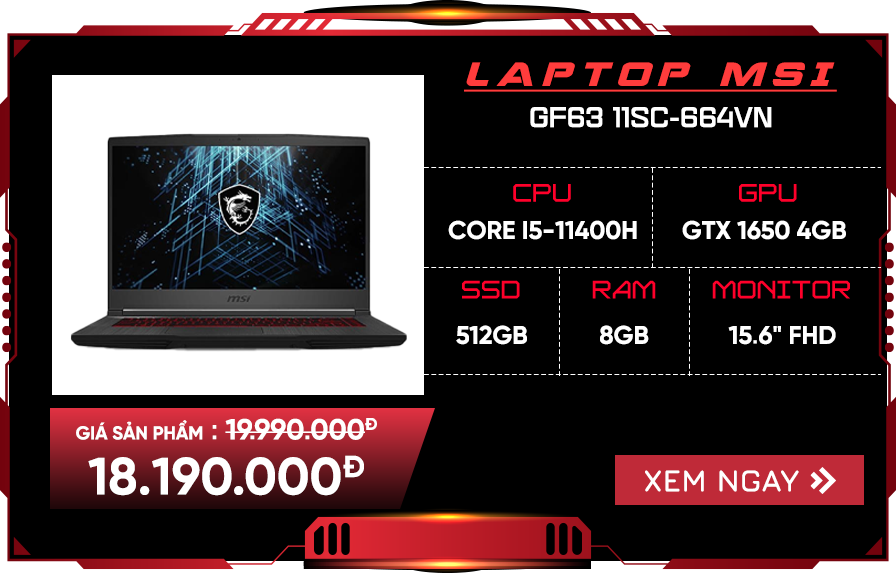 LAPTOP MSI
GF63 11SC-664VN
CPU
CORE I5-11400H
GPU
GTX 1650 4GB
SSD
512GB
RAM
8GB
MONITOR
15.6" FHD
msi
GIÁ SẢN PHẨM : 19.990.000Đ
18.190.000Đ
XEM NGAY